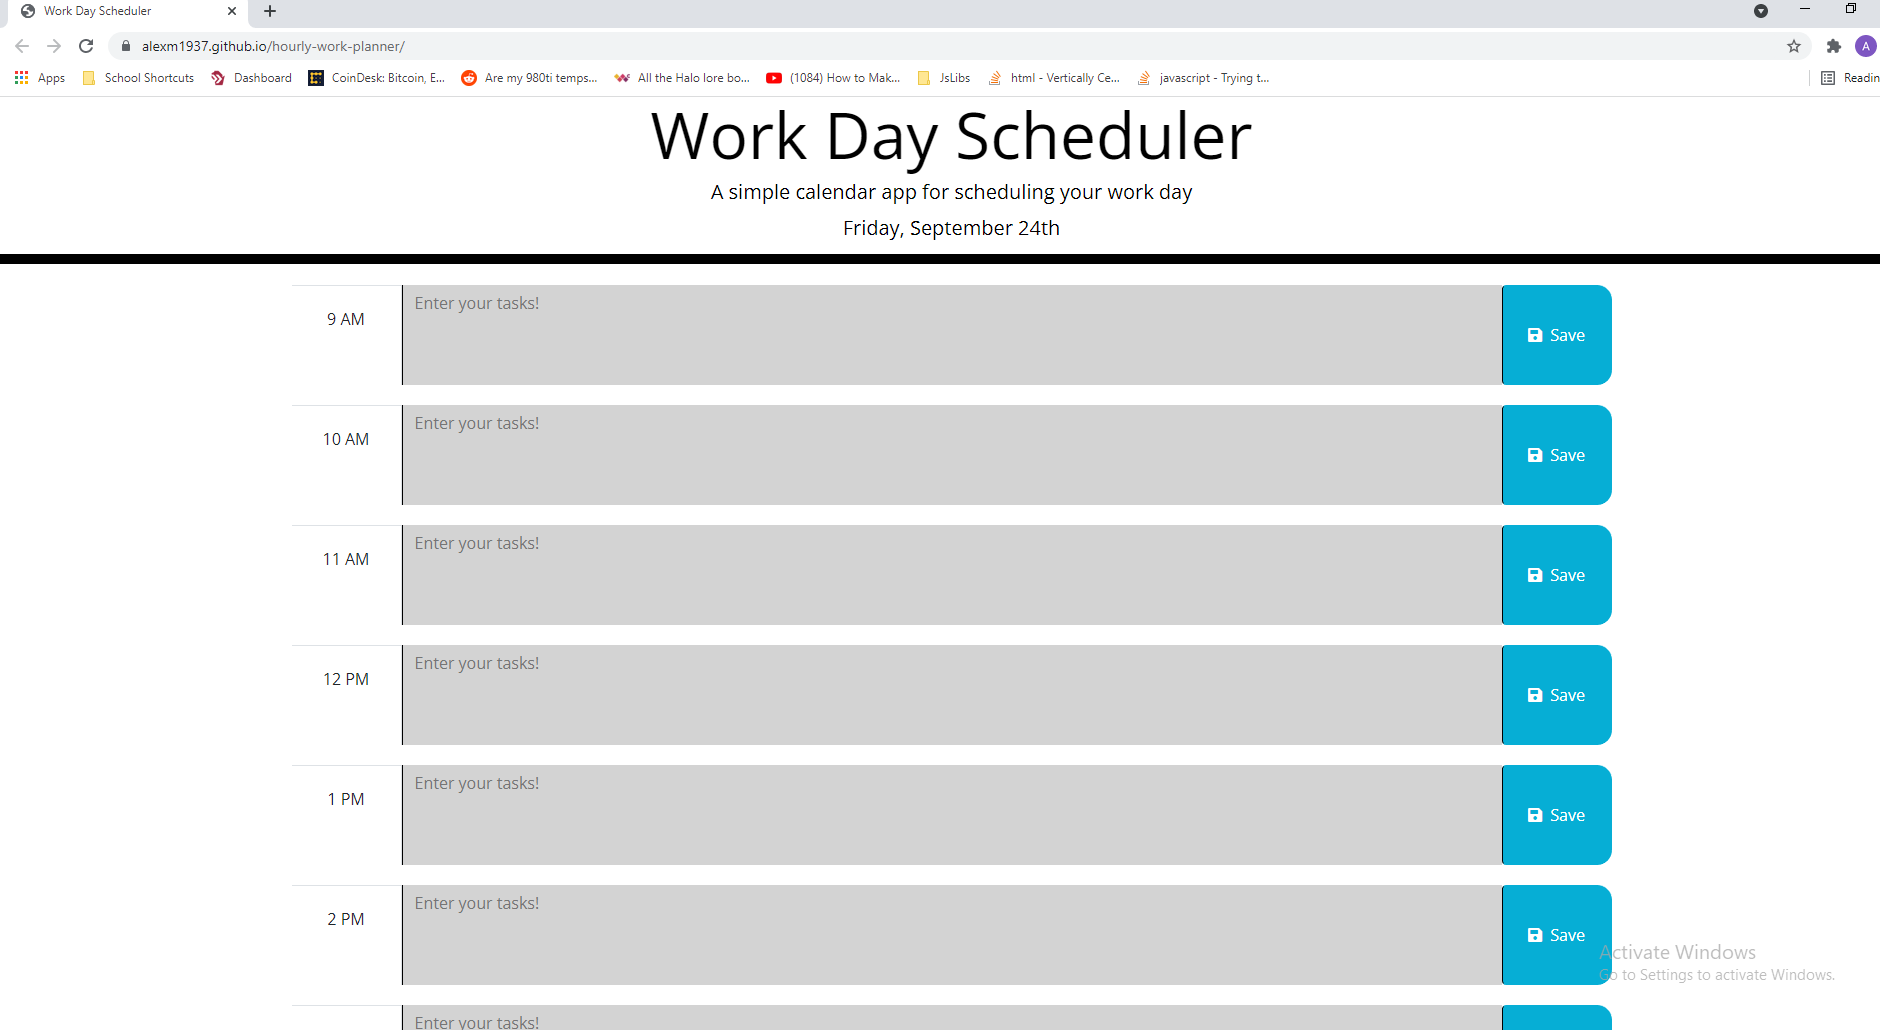 Work Day Scheduler
alexm1937.github.io/hourly-work-planner/
A
Apps School Shortcuts Dashboard CoinDesk: Bitcoin, E... Are my 980ti temps... All the Halo lore bo... (1084) How to Mak... JsLibs html - Vertically Ce... javascript - Trying t... Readin
Work Day Scheduler
A simple calendar app for scheduling your work day
Friday, September 24th
9 AM Enter your tasks! Save
10 AM Enter your tasks! Save
11 AM Enter your tasks! Save
12 PM Enter your tasks! Save
1 PM Enter your tasks! Save
2 PM Enter your tasks! Save
Activate Windows
Go to Settings to activate Windows.
Enter your tasks!